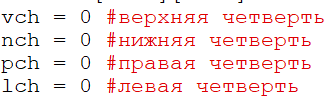 vch = 0 #верхняя четверть
nch = 0 #нижняя четверть
pch = 0 #правая четверть
lch = 0 #левая четверть